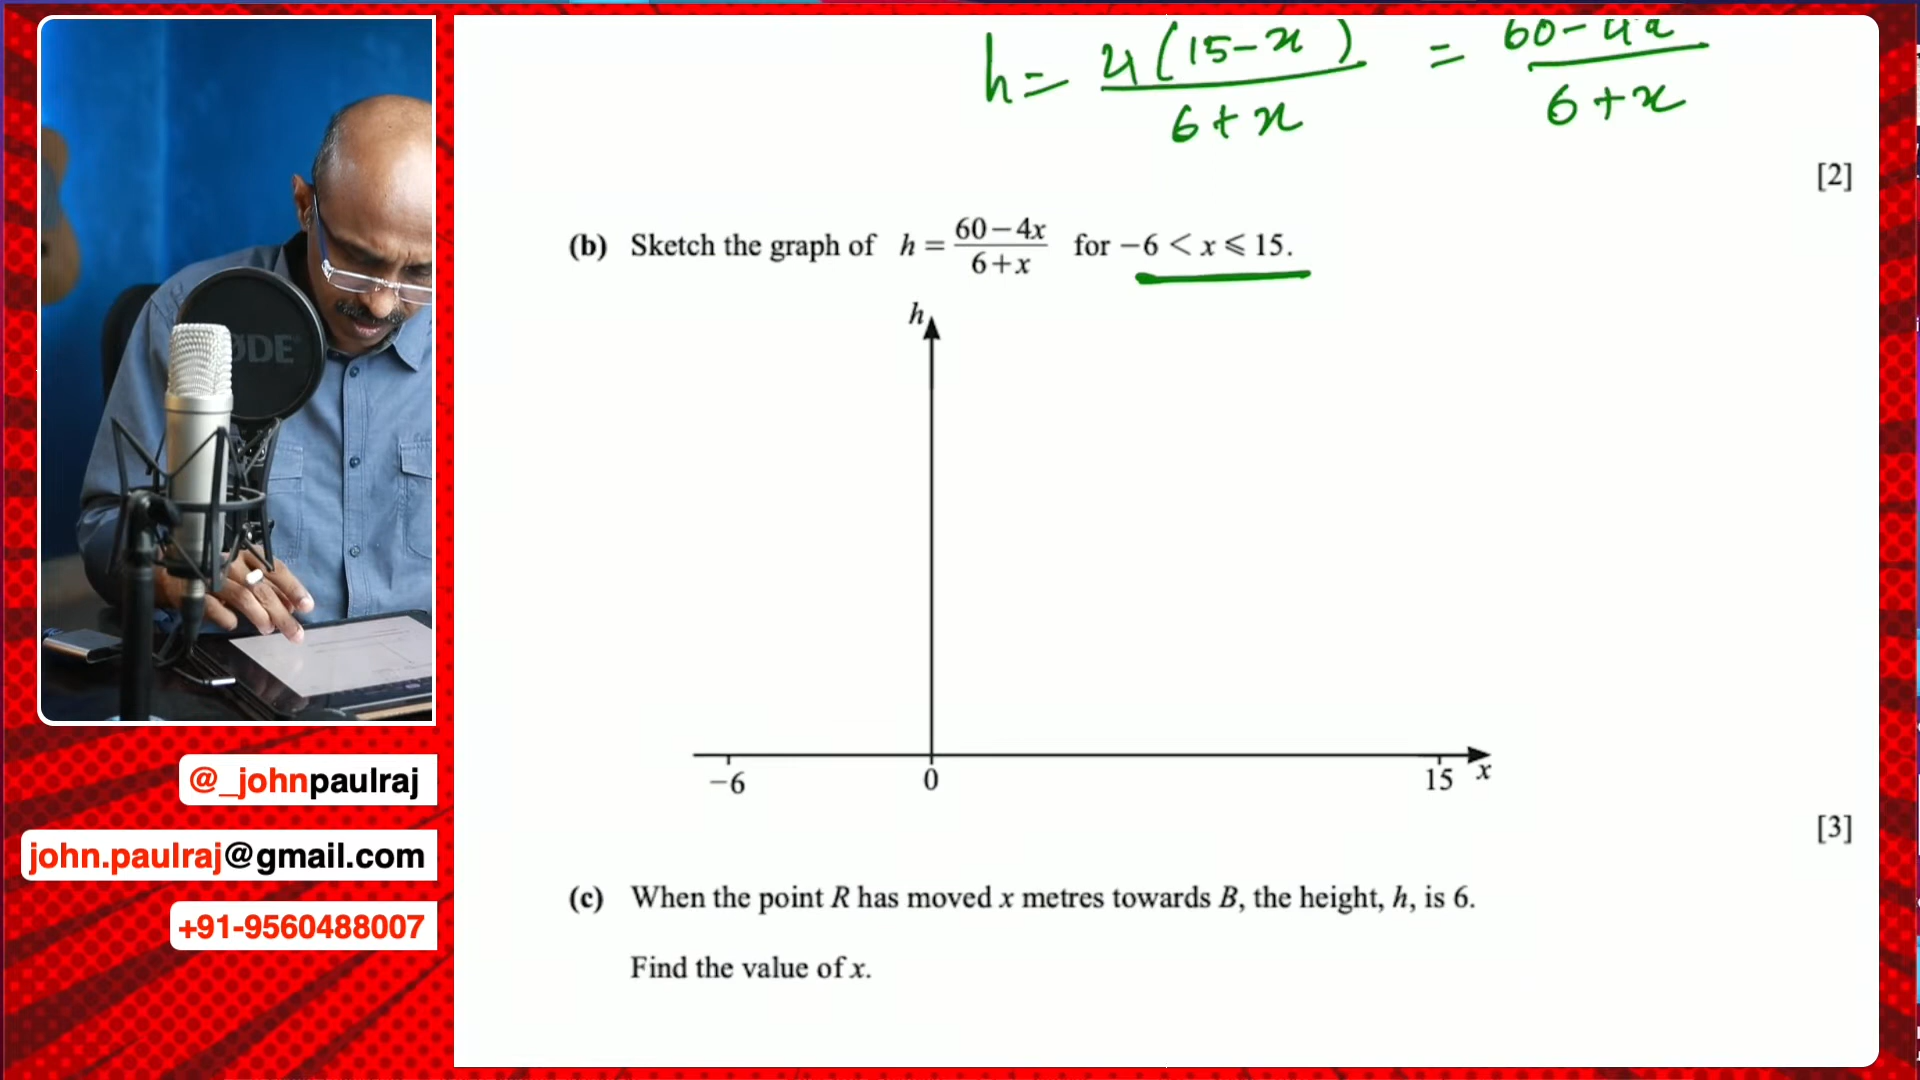 h = 4(15-x) / 6+x = 60-4x / 6+x
[2]
(b) Sketch the graph of h = 60-4x / 6+x for -6 < x ⩽ 15.
h
-6 0 15 x
[3]
(c) When the point R has moved x metres towards B, the height, h, is 6.
Find the value of x.
ØDE
@_johnpaulraj
john.paulraj@gmail.com
+91-9560488007